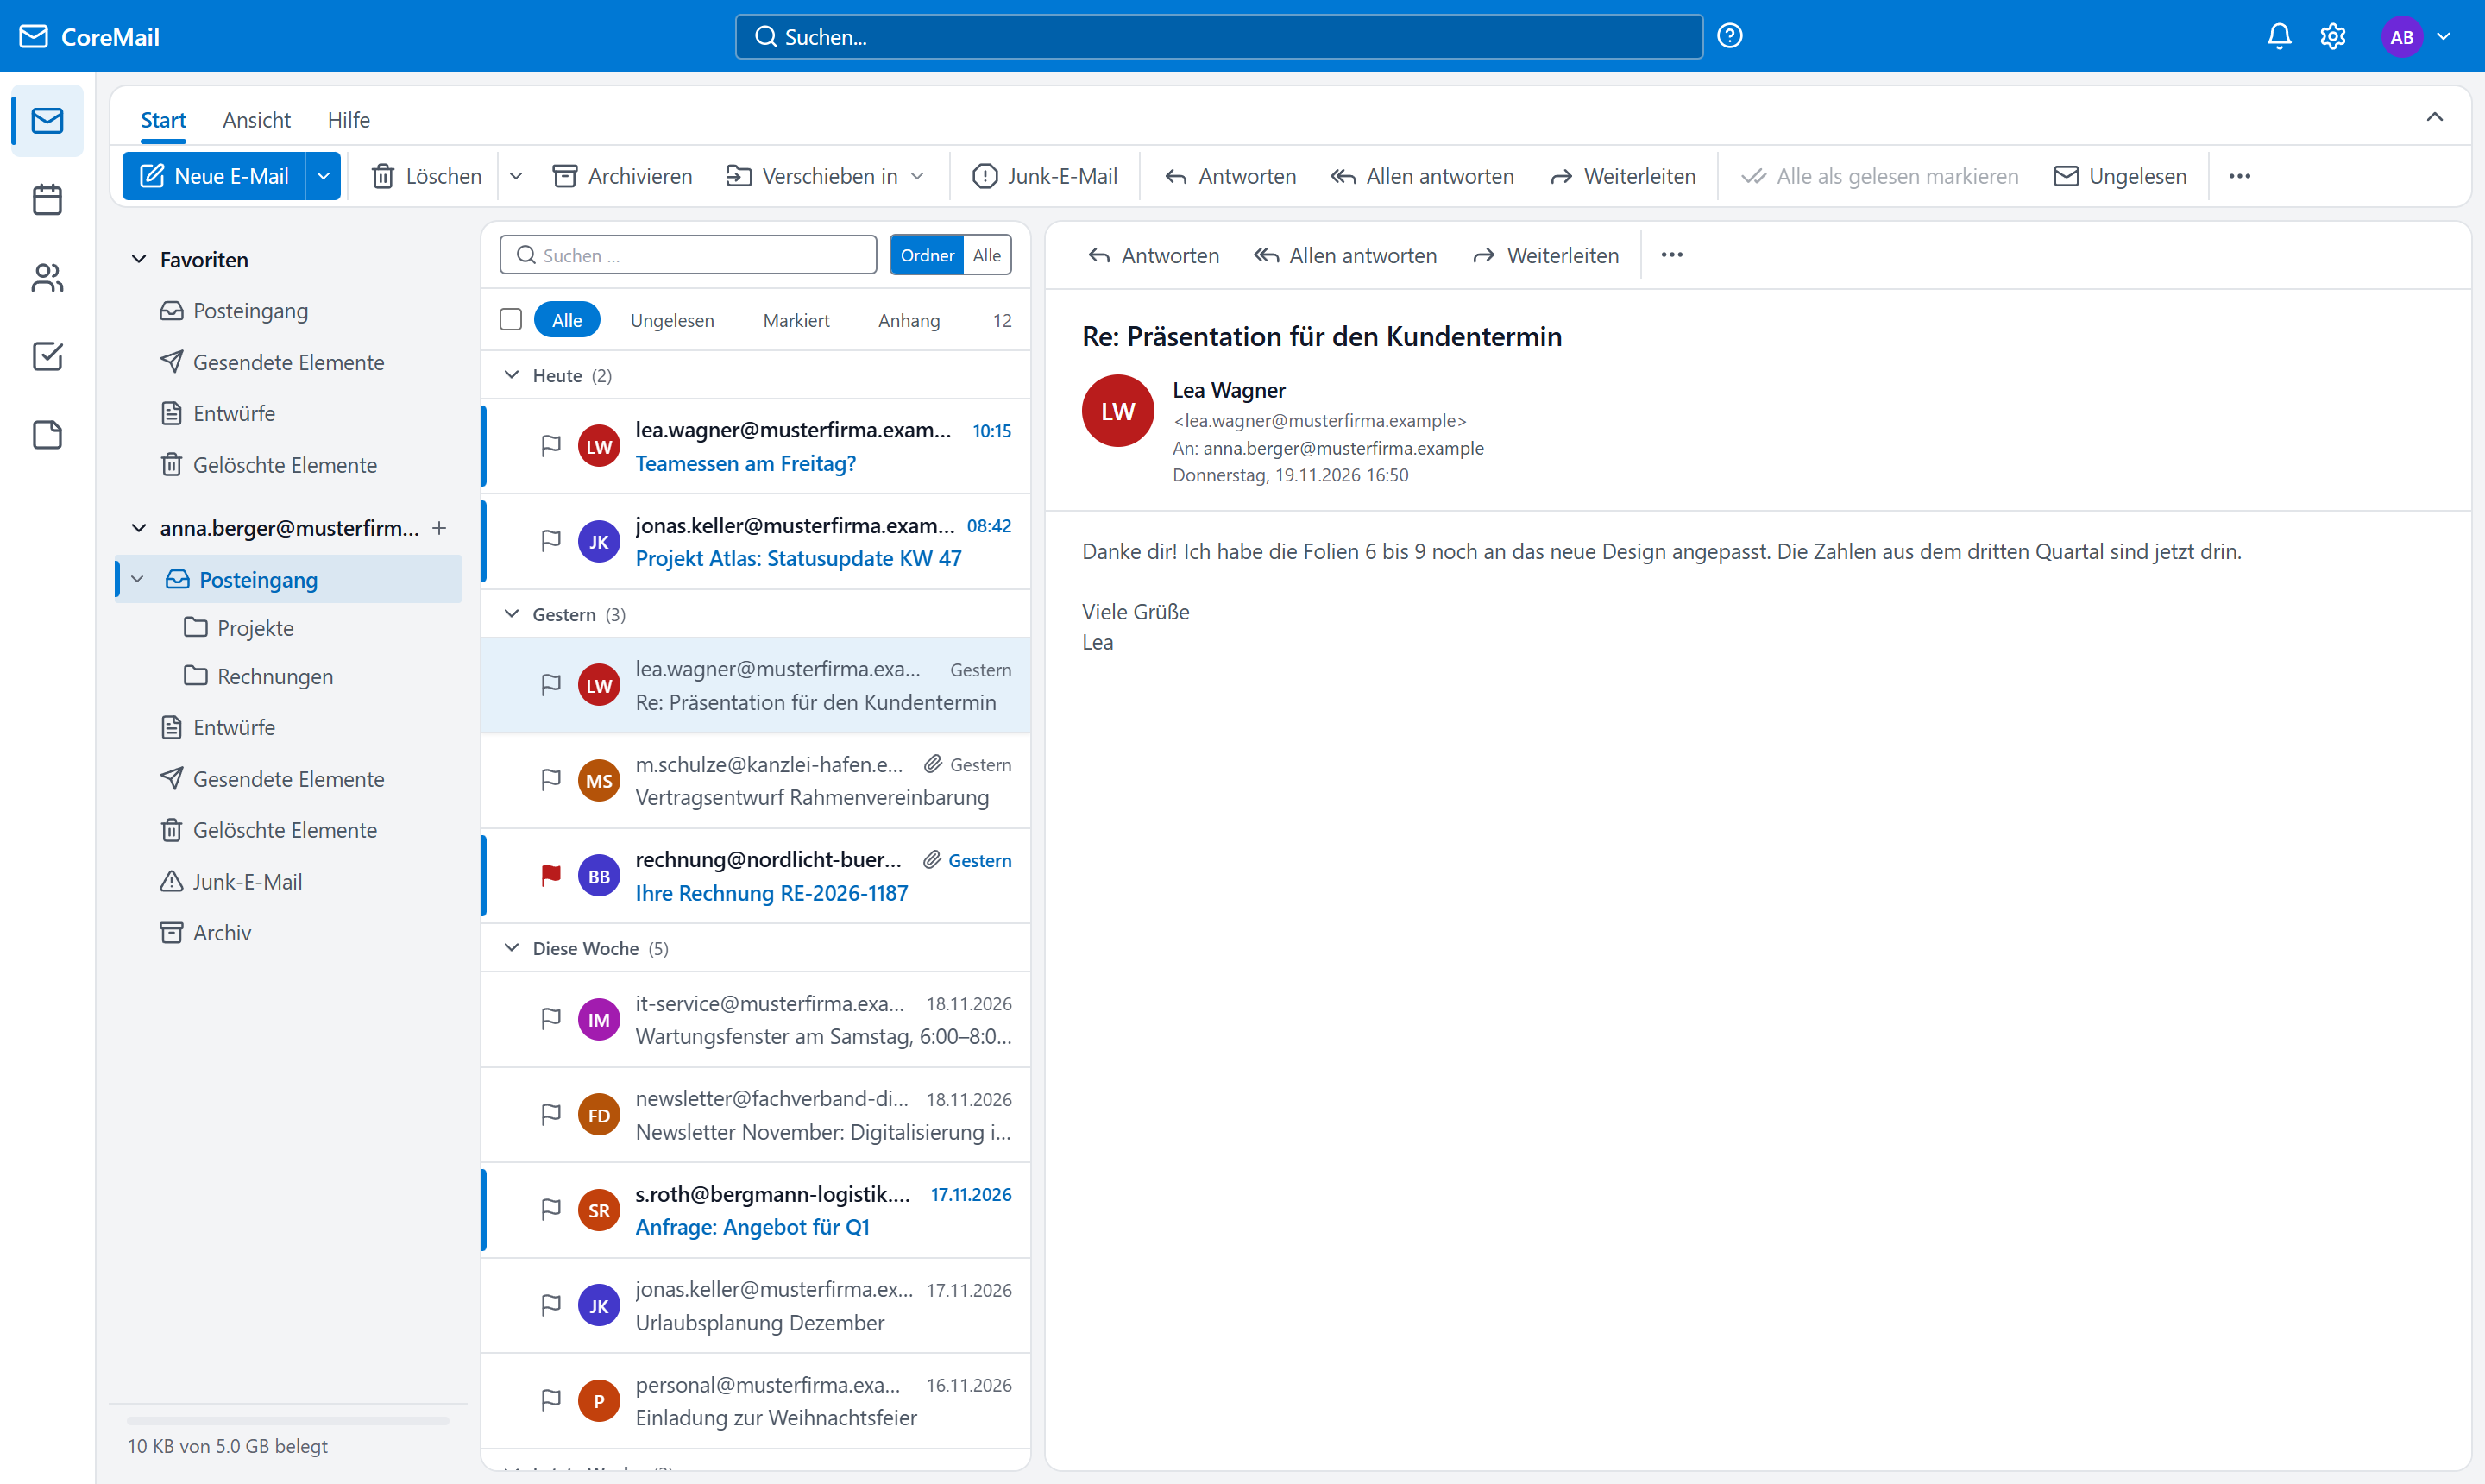 CoreMail
Suchen...
AB
Start Ansicht Hilfe
Neue E-Mail Löschen Archivieren Verschieben in Junk-E-Mail Antworten Allen antworten Weiterleiten Alle als gelesen markieren Ungelesen
Favoriten
Posteingang
Gesendete Elemente
Entwürfe
Gelöschte Elemente
anna.berger@musterfirm...
Posteingang
Projekte
Rechnungen
Entwürfe
Gesendete Elemente
Gelöschte Elemente
Junk-E-Mail
Archiv
10 KB von 5.0 GB belegt
Suchen ... Ordner Alle
Alle Ungelesen Markiert Anhang 12
Heute (2)
LW lea.wagner@musterfirma.exam... 10:15
Teamessen am Freitag?
JK jonas.keller@musterfirma.exam... 08:42
Projekt Atlas: Statusupdate KW 47
Gestern (3)
LW lea.wagner@musterfirma.exa... Gestern
Re: Präsentation für den Kundentermin
MS m.schulze@kanzlei-hafen.e... Gestern
Vertragsentwurf Rahmenvereinbarung
BB rechnung@nordlicht-buer... Gestern
Ihre Rechnung RE-2026-1187
Diese Woche (5)
IM it-service@musterfirma.exa... 18.11.2026
Wartungsfenster am Samstag, 6:00–8:0...
FD newsletter@fachverband-di... 18.11.2026
Newsletter November: Digitalisierung i...
SR s.roth@bergmann-logistik.... 17.11.2026
Anfrage: Angebot für Q1
JK jonas.keller@musterfirma.ex... 17.11.2026
Urlaubsplanung Dezember
P personal@musterfirma.exa... 16.11.2026
Einladung zur Weihnachtsfeier
Antworten Allen antworten Weiterleiten
Re: Präsentation für den Kundentermin
LW Lea Wagner
<lea.wagner@musterfirma.example>
An: anna.berger@musterfirma.example
Donnerstag, 19.11.2026 16:50
Danke dir! Ich habe die Folien 6 bis 9 noch an das neue Design angepasst. Die Zahlen aus dem dritten Quartal sind jetzt drin.
Viele Grüße
Lea